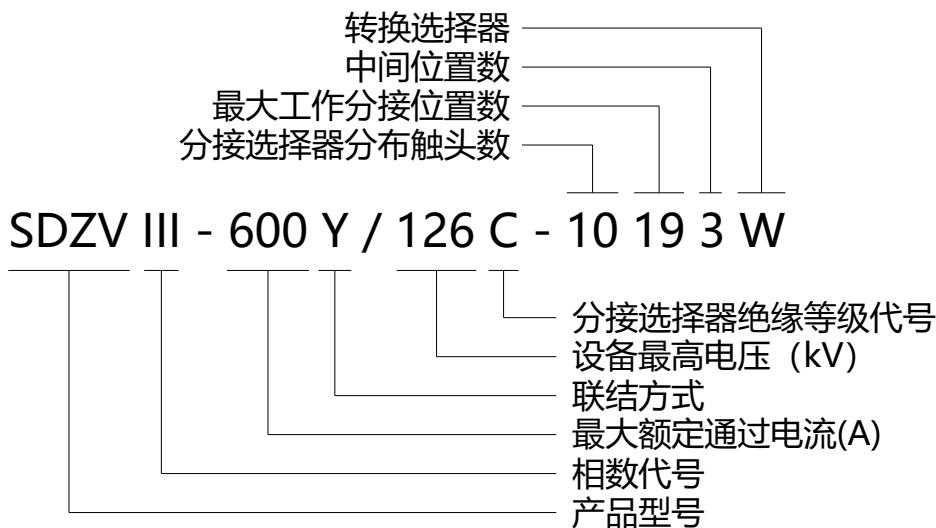 转换选择器
中间位置数
最大工作分接位置数
分接选择器分布触头数
SDZV III - 600 Y / 126 C - 10 19 3 W
分接选择器绝缘等级代号
设备最高电压（kV）
联结方式
最大额定通过电流(A)
相数代号
产品型号